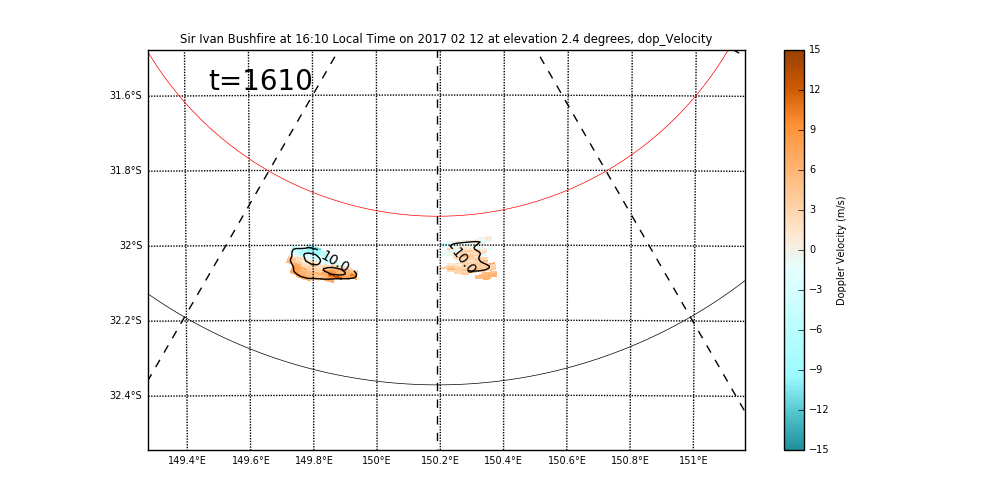 Sir Ivan Bushfire at 16:10 Local Time on 2017 02 12 at elevation 2.4 degrees, dop_Velocity
t=1610
31.6°S
31.8°S
32°S
32.2°S
32.4°S
10.0
10.0
149.4°E 149.6°E 149.8°E 150°E 150.2°E 150.4°E 150.6°E 150.8°E 151°E
15
12
9
6
3
0
−3
−6
−9
−12
−15
Doppler Velocity (m/s)